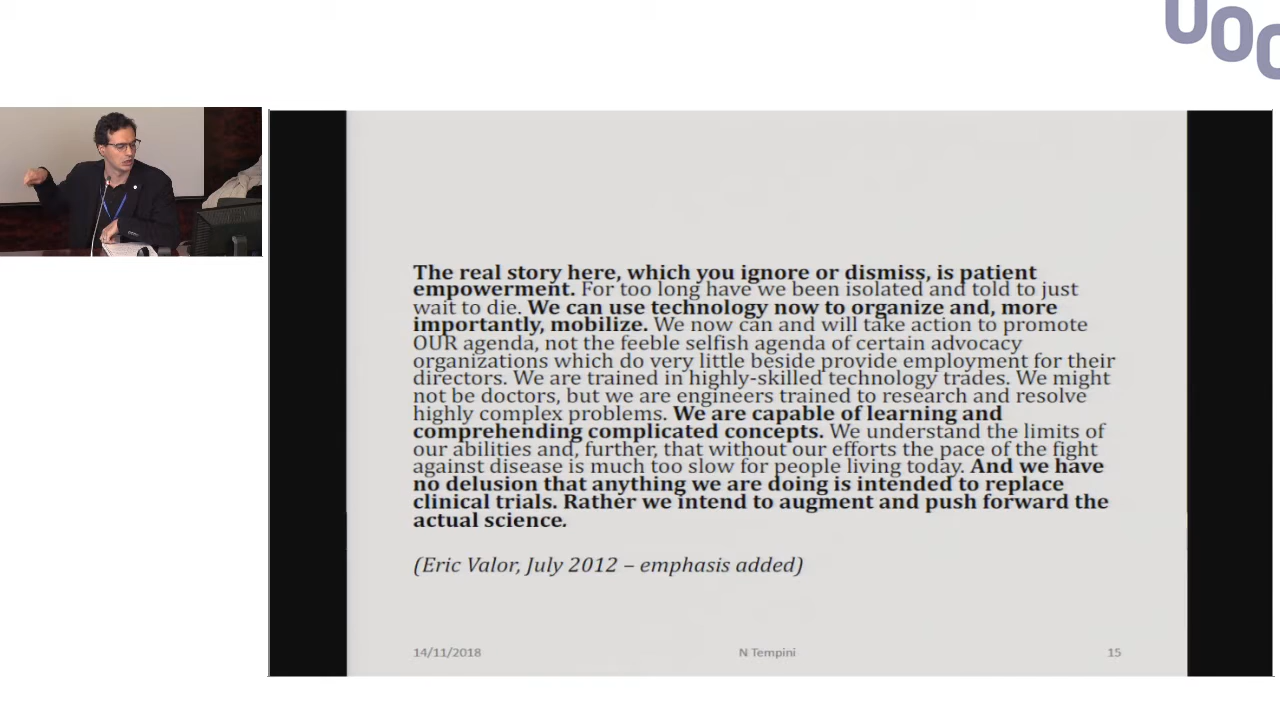 UOC
The real story here, which you ignore or dismiss, is patient
empowerment. For too long have we been isolated and told to just
wait to die. We can use technology now to organize and, more
importantly, mobilize. We now can and will take action to promote
OUR agenda, not the feeble selfish agenda of certain advocacy
organizations which do very little beside provide employment for their
directors. We are trained in highly-skilled technology trades. We might
not be doctors, but we are engineers trained to research and resolve
highly complex problems. We are capable of learning and
comprehending complicated concepts. We understand the limits of
our abilities and, further, that without our efforts the pace of the fight
against disease is much too slow for people living today. And we have
no delusion that anything we are doing is intended to replace
clinical trials. Rather we intend to augment and push forward the
actual science.
(Eric Valor, July 2012 – emphasis added)
14/11/2018 N Tempini 15